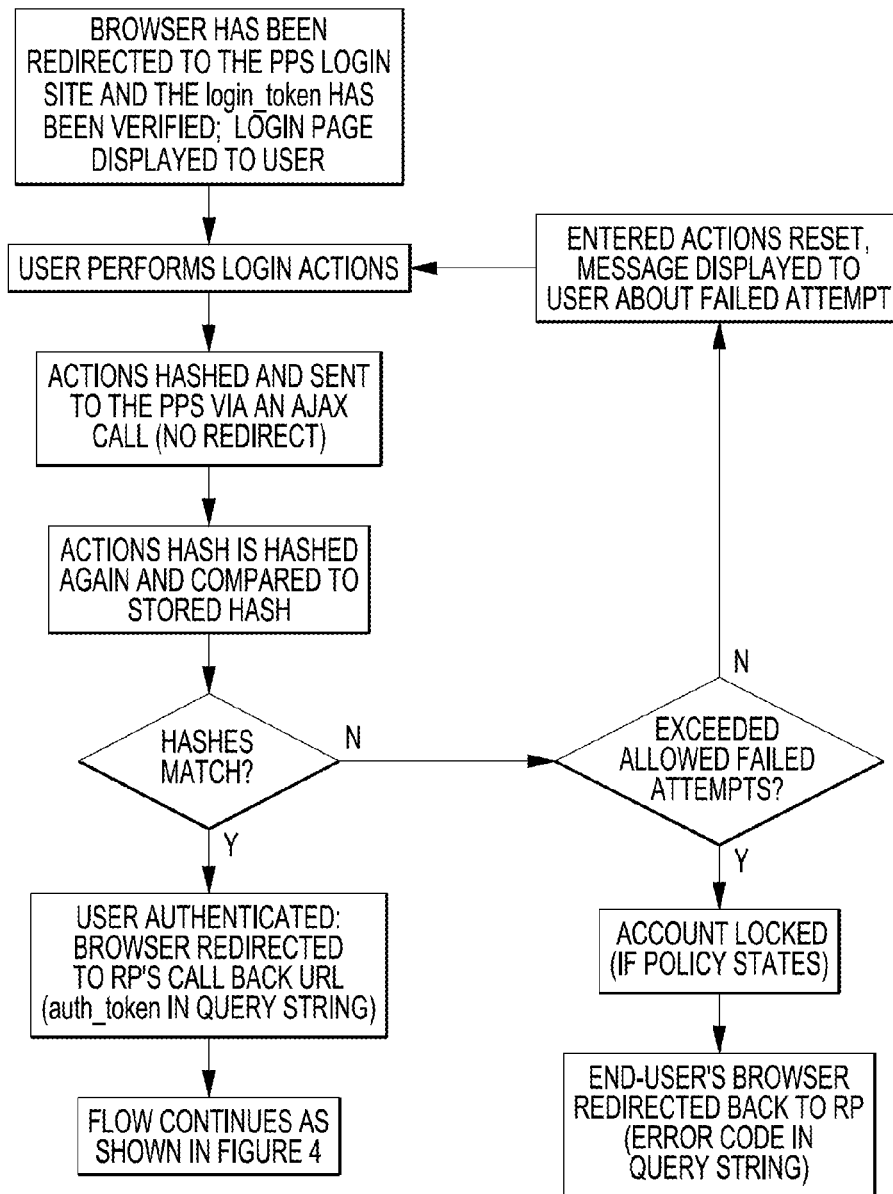 BROWSER HAS BEEN
REDIRECTED TO THE PPS LOGIN
SITE AND THE login_token HAS
BEEN VERIFIED; LOGIN PAGE
DISPLAYED TO USER
USER PERFORMS LOGIN ACTIONS
ENTERED ACTIONS RESET,
MESSAGE DISPLAYED TO
USER ABOUT FAILED ATTEMPT
ACTIONS HASHED AND SENT
TO THE PPS VIA AN AJAX
CALL (NO REDIRECT)
ACTIONS HASH IS HASHED
AGAIN AND COMPARED TO
STORED HASH
HASHES
MATCH?
N
Y
EXCEEDED
ALLOWED FAILED
ATTEMPTS?
N
Y
USER AUTHENTICATED:
BROWSER REDIRECTED
TO RP'S CALL BACK URL
(auth_token IN QUERY STRING)
FLOW CONTINUES AS
SHOWN IN FIGURE 4
ACCOUNT LOCKED
(IF POLICY STATES)
END-USER'S BROWSER
REDIRECTED BACK TO RP
(ERROR CODE IN
QUERY STRING)